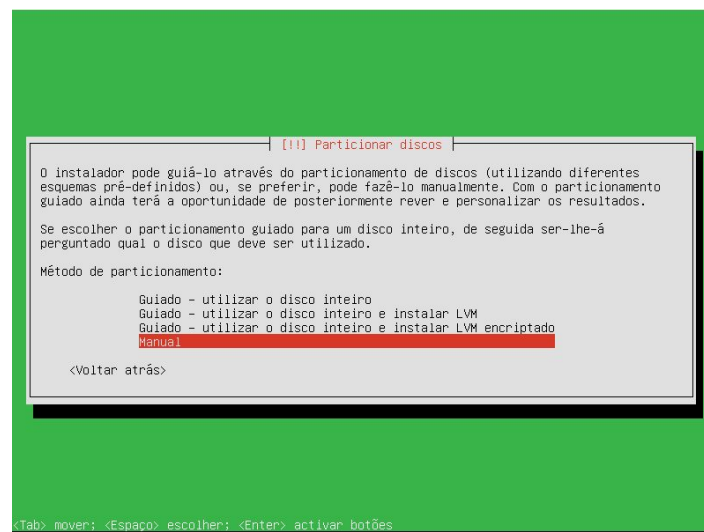 [!!] Particionar discos
O instalador pode guiá-lo através do particionamento de discos (utilizando diferentes
esquemas pré-definidos) ou, se preferir, pode fazê-lo manualmente. Com o particionamento
guiado ainda terá a oportunidade de posteriormente rever e personalizar os resultados.
Se escolher o particionamento guiado para um disco inteiro, de seguida ser-lhe-á
perguntado qual o disco que deve ser utilizado.
Método de particionamento:
Guiado - utilizar o disco inteiro
Guiado - utilizar o disco inteiro e instalar LVM
Guiado - utilizar o disco inteiro e instalar LVM encriptado
Manual
<Voltar atrás>
<Tab> mover; <Espaço> escolher; <Enter> activar botões